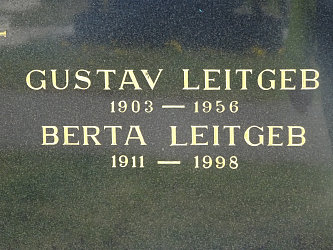 GUSTAV LEITGEB
1903 — 1956
BERTA LEITGEB
1911 — 1998